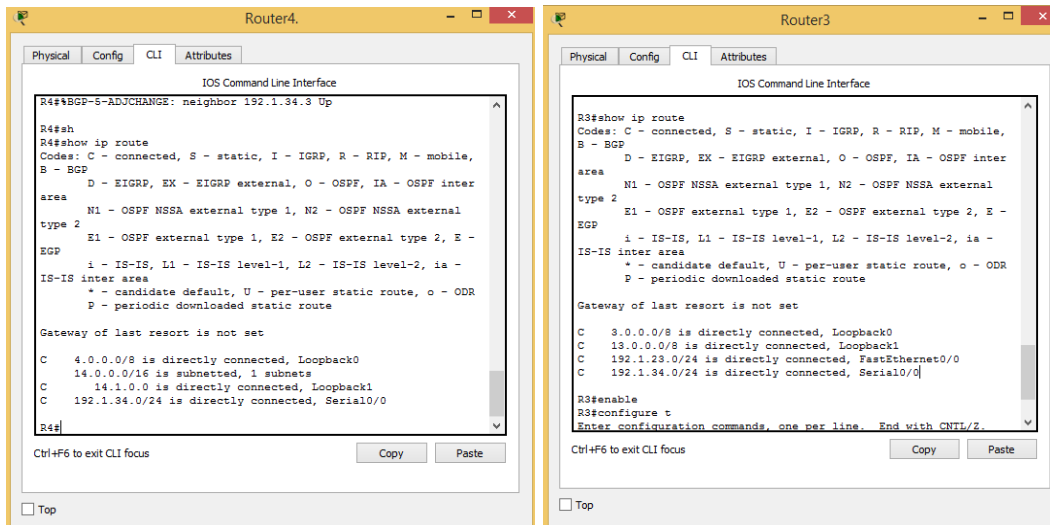 Router4.
Physical Config CLI Attributes
IOS Command Line Interface
R4#%BGP-5-ADJCHANGE: neighbor 192.1.34.3 Up
R4#sh
R4#show ip route
Codes: C - connected, S - static, I - IGRP, R - RIP, M - mobile,
B - BGP
D - EIGRP, EX - EIGRP external, O - OSPF, IA - OSPF inter
area
N1 - OSPF NSSA external type 1, N2 - OSPF NSSA external
type 2
E1 - OSPF external type 1, E2 - OSPF external type 2, E -
EGP
i - IS-IS, L1 - IS-IS level-1, L2 - IS-IS level-2, ia -
IS-IS inter area
* - candidate default, U - per-user static route, o - ODR
P - periodic downloaded static route
Gateway of last resort is not set
C 4.0.0.0/8 is directly connected, Loopback0
14.0.0.0/16 is subnetted, 1 subnets
C 14.1.0.0 is directly connected, Loopback1
C 192.1.34.0/24 is directly connected, Serial0/0
R4#
Ctrl+F6 to exit CLI focus
Copy Paste
Top
Router3
Physical Config CLI Attributes
IOS Command Line Interface
R3#show ip route
Codes: C - connected, S - static, I - IGRP, R - RIP, M - mobile,
B - BGP
D - EIGRP, EX - EIGRP external, O - OSPF, IA - OSPF inter
area
N1 - OSPF NSSA external type 1, N2 - OSPF NSSA external
type 2
E1 - OSPF external type 1, E2 - OSPF external type 2, E -
EGP
i - IS-IS, L1 - IS-IS level-1, L2 - IS-IS level-2, ia -
IS-IS inter area
* - candidate default, U - per-user static route, o - ODR
P - periodic downloaded static route
Gateway of last resort is not set
C 3.0.0.0/8 is directly connected, Loopback0
C 13.0.0.0/8 is directly connected, Loopback1
C 192.1.23.0/24 is directly connected, FastEthernet0/0
C 192.1.34.0/24 is directly connected, Serial0/0
R3#enable
R3#configure t
Enter configuration commands, one per line. End with CNTL/Z.
Ctrl+F6 to exit CLI focus
Copy Paste
Top